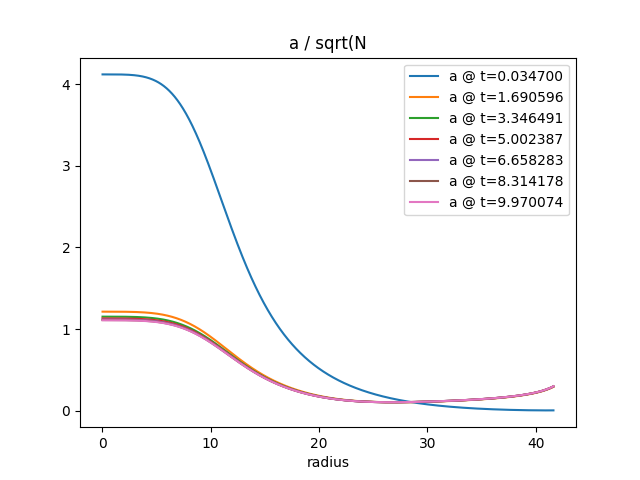 a / sqrt(N
a @ t=0.034700
a @ t=1.690596
a @ t=3.346491
a @ t=5.002387
a @ t=6.658283
a @ t=8.314178
a @ t=9.970074
4
3
2
1
0
0 10 20 30 40
radius